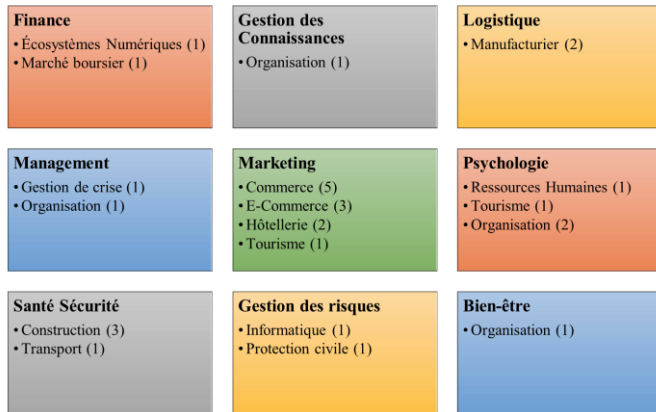 Finance
• Écosystèmes Numériques (1)
• Marché boursier (1)
Gestion des
Connaissances
• Organisation (1)
Logistique
• Manufacturier (2)
Management
• Gestion de crise (1)
• Organisation (1)
Marketing
• Commerce (5)
• E-Commerce (3)
• Hôtellerie (2)
• Tourisme (1)
Psychologie
• Ressources Humaines (1)
• Tourisme (1)
• Organisation (2)
Santé Sécurité
• Construction (3)
• Transport (1)
Gestion des risques
• Informatique (1)
• Protection civile (1)
Bien-être
• Organisation (1)